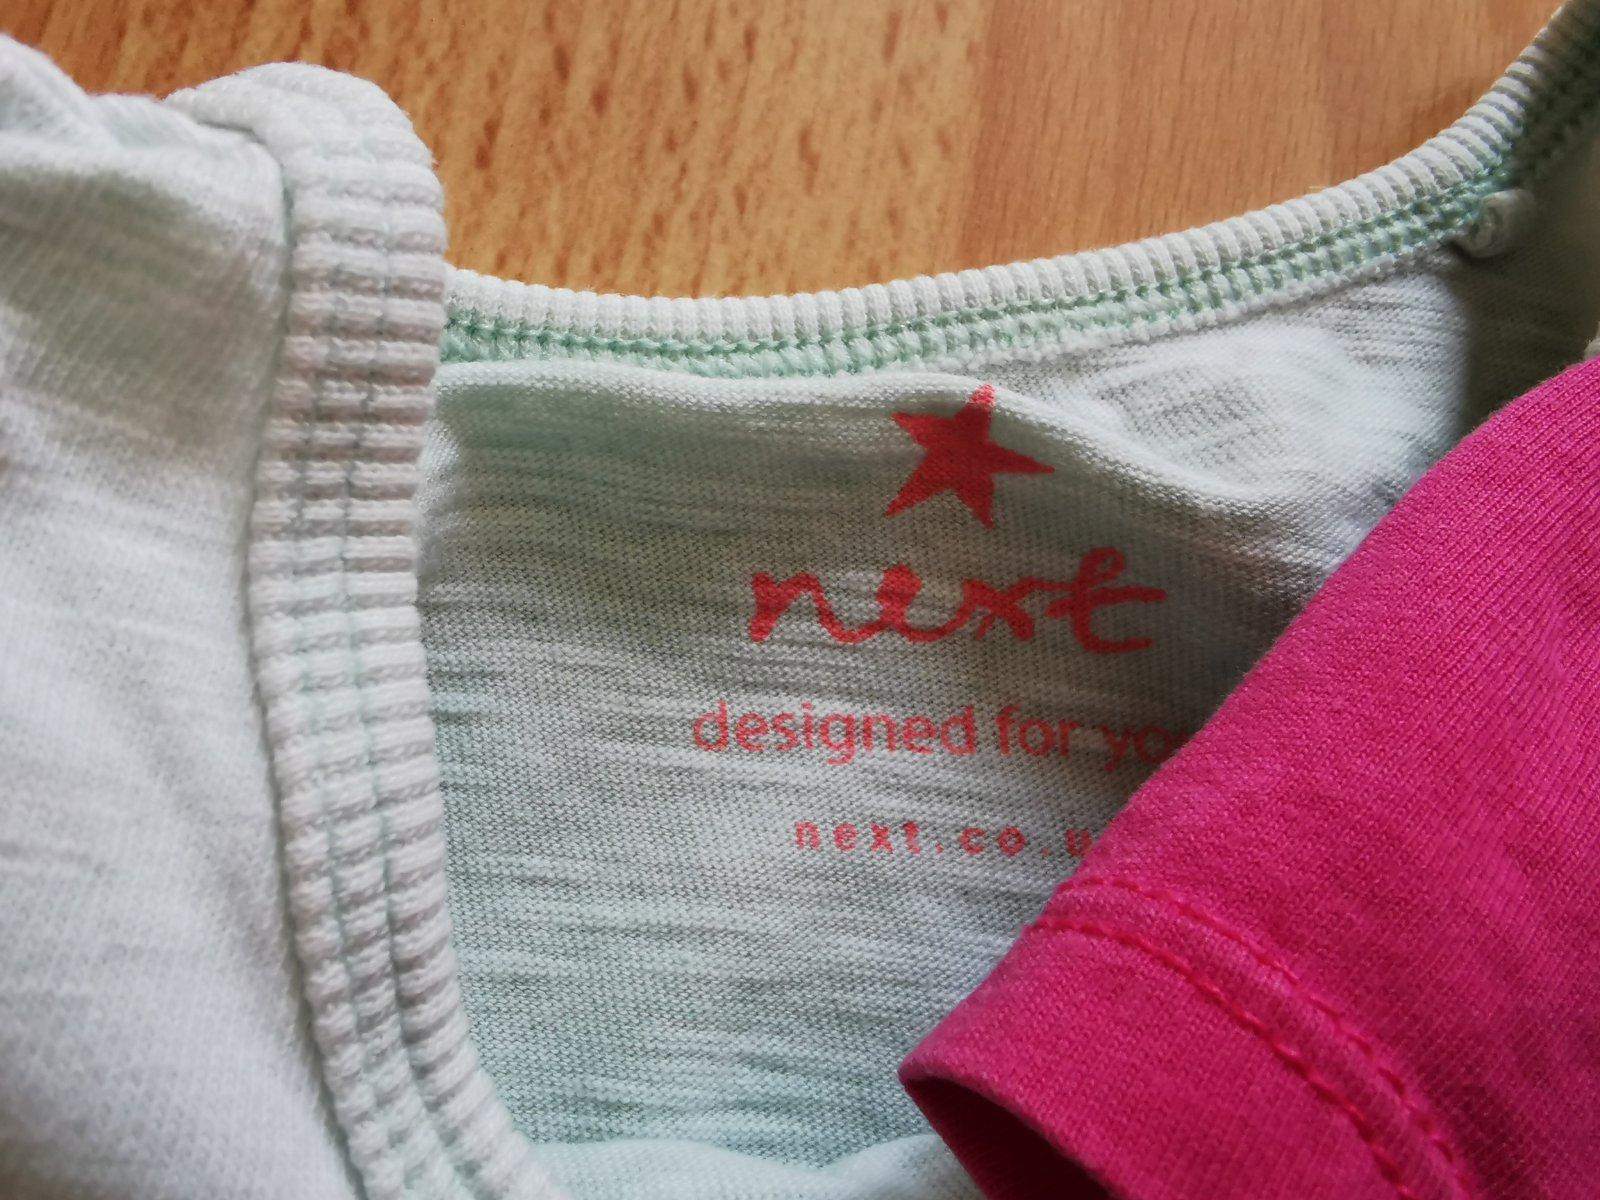 next
designed for yo
next.co.u